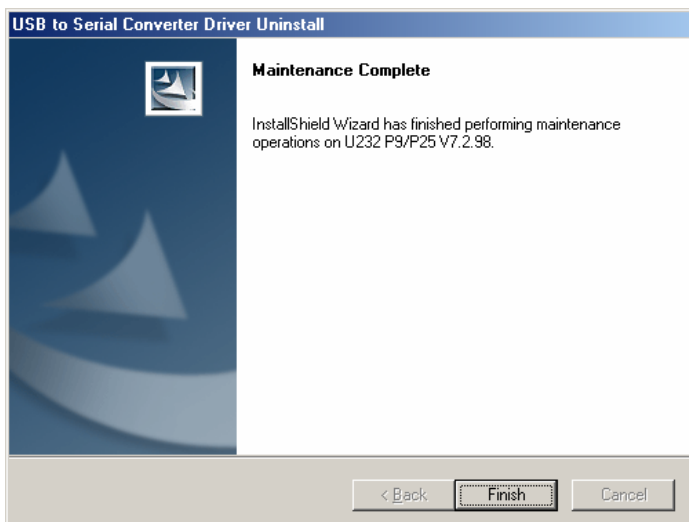 USB to Serial Converter Driver Uninstall
Maintenance Complete
InstallShield Wizard has finished performing maintenance
operations on U232 P9/P25 V7.2.98.
< Back
Finish
Cancel